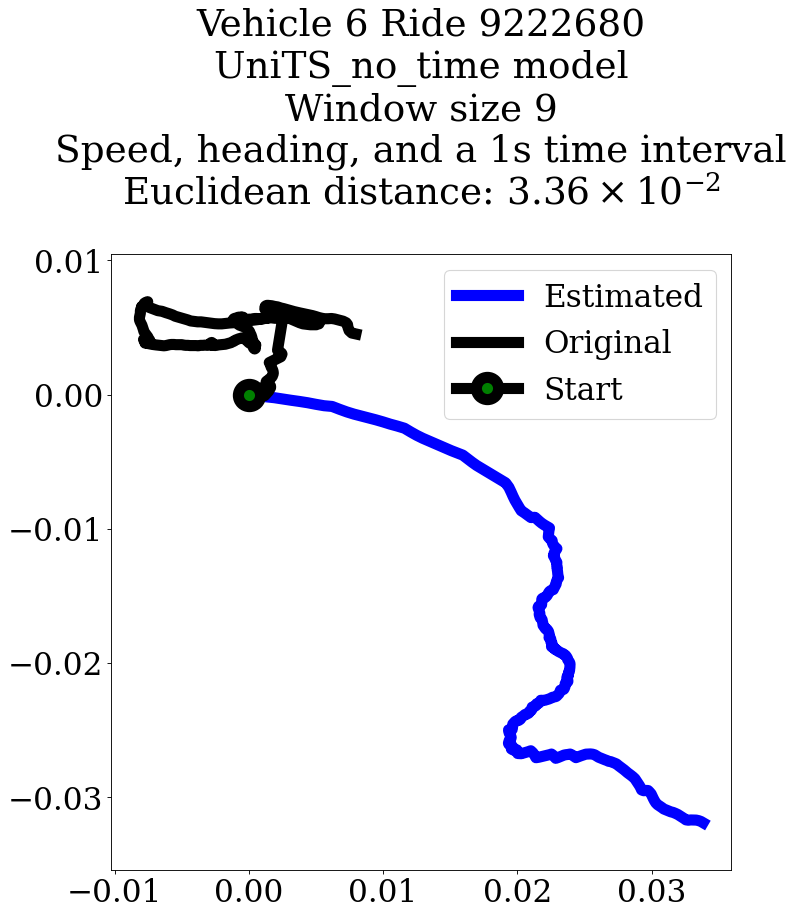 Vehicle 6 Ride 9222680
UniTS_no_time model
Window size 9
Speed, heading, and a 1s time interval
Euclidean distance: 3.36 × 10⁻²
0.01
0.00
−0.01
−0.02
−0.03
Estimated
Original
Start
−0.01 0.00 0.01 0.02 0.03